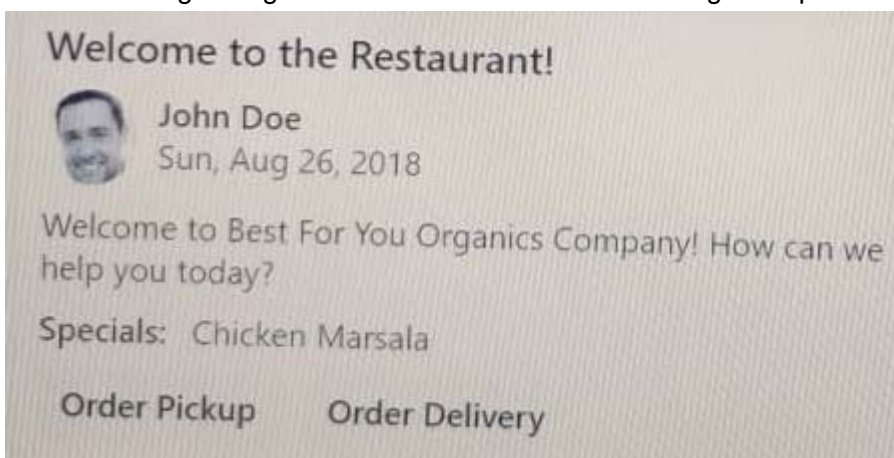 Welcome to the Restaurant!
John Doe
Sun, Aug 26, 2018
Welcome to Best For You Organics Company! How can we
help you today?
Specials: Chicken Marsala
Order Pickup Order Delivery